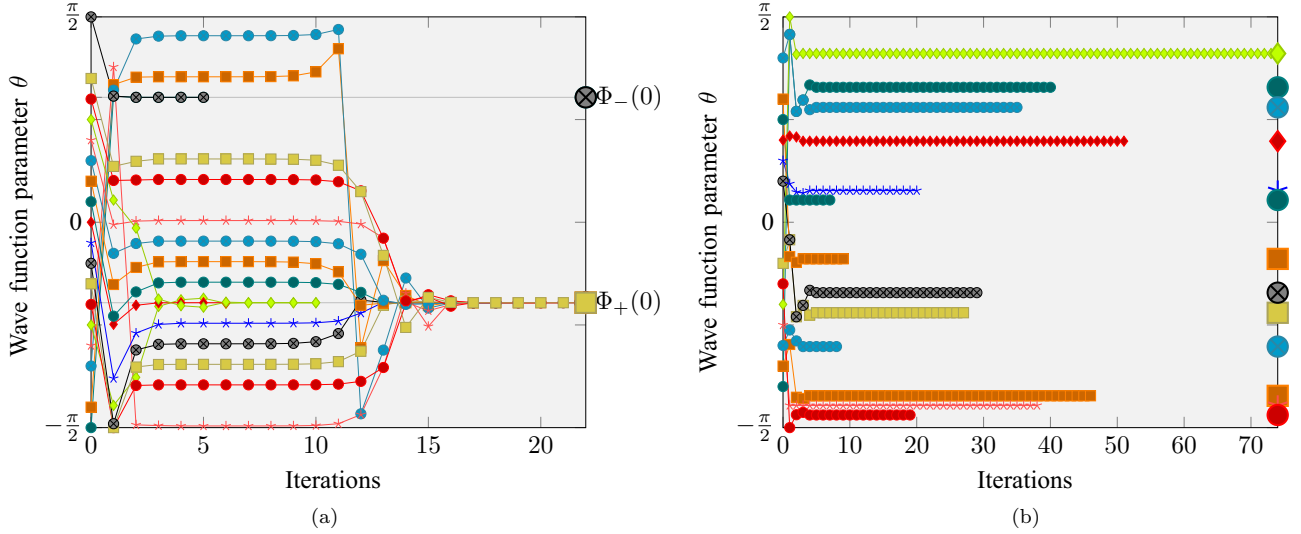 π/2
0
−π/2
Wave function parameter θ
Φ₋(0)
Φ₊(0)
0 5 10 15 20
Iterations
(a)
π/2
0
−π/2
Wave function parameter θ
0 10 20 30 40 50 60 70 74
Iterations
(b)